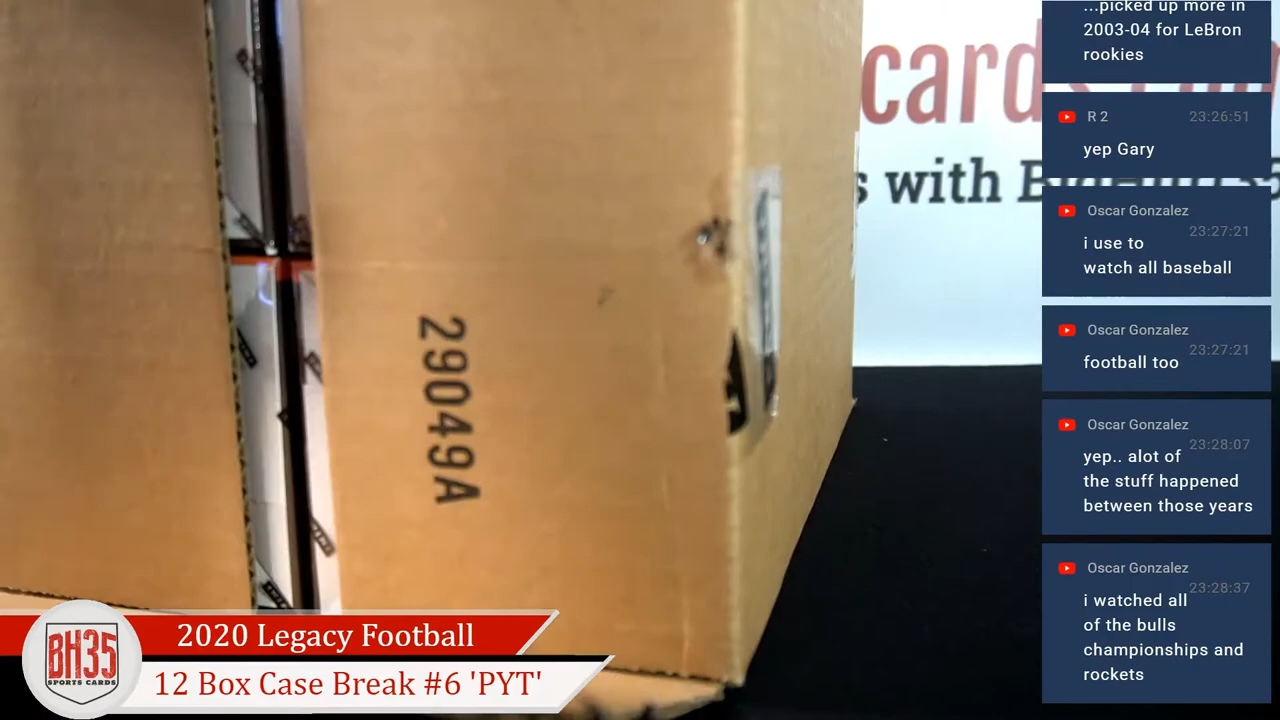 cards.com
s with B
29049A
...picked up more in
2003-04 for LeBron
rookies
R 2
23:26:51
yep Gary
Oscar Gonzalez
23:27:21
i use to
watch all baseball
Oscar Gonzalez
23:27:21
football too
Oscar Gonzalez
23:28:07
yep.. alot of
the stuff happened
between those years
Oscar Gonzalez
23:28:37
i watched all
of the bulls
championships and
rockets
BH35
SPORTS CARDS
2020 Legacy Football
12 Box Case Break #6 'PYT'